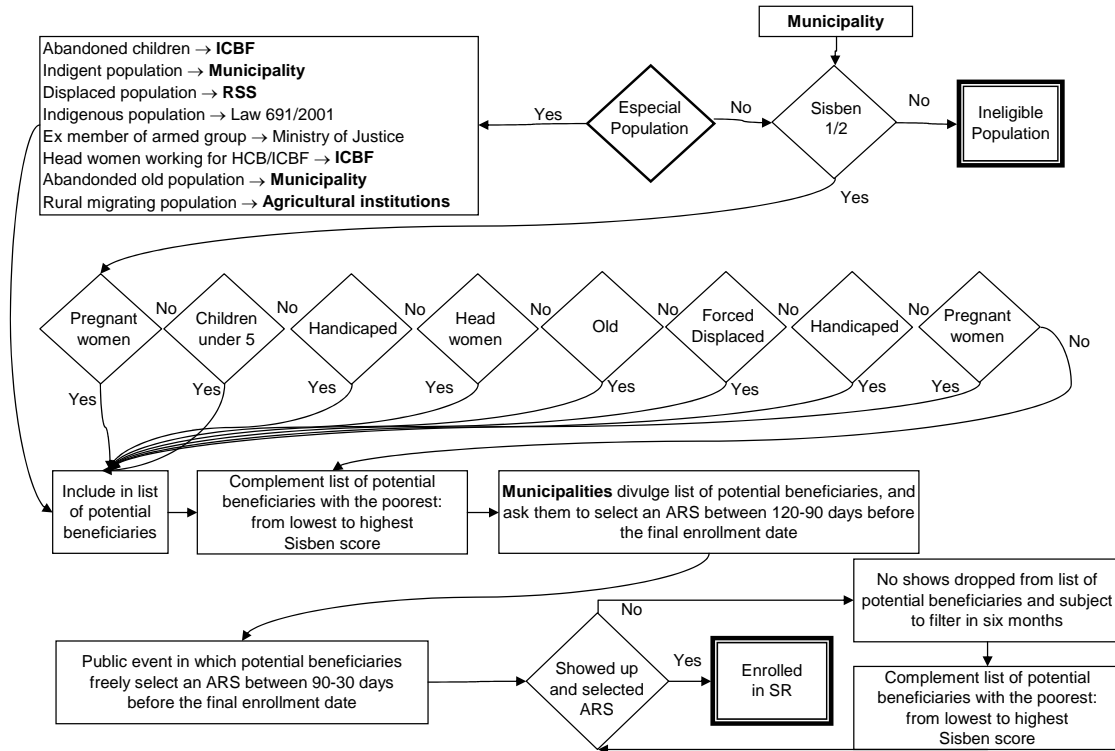 Municipality
Abandoned children → ICBF
Indigent population → Municipality
Displaced population → RSS
Indigenous population → Law 691/2001
Ex member of armed group → Ministry of Justice
Head women working for HCB/ICBF → ICBF
Abandonded old population → Municipality
Rural migrating population → Agricultural institutions
Yes
Especial
Population
No
Sisben
1/2
No
Ineligible
Population
Yes
Pregnant
women
No
Children
under 5
No
Handicaped
No
Head
women
No
Old
No
Forced
Displaced
No
Handicaped
No
Pregnant
women
No
Yes
Yes
Yes
Yes
Yes
Yes
Yes
Yes
Include in list
of potential
beneficiaries
Complement list of potential
beneficiaries with the poorest:
from lowest to highest
Sisben score
Municipalities divulge list of potential beneficiaries, and
ask them to select an ARS between 120-90 days before
the final enrollment date
Public event in which potential beneficiaries
freely select an ARS between 90-30 days
before the final enrollment date
Showed up
and selected
ARS
No
Yes
Enrolled
in SR
No shows dropped from list of
potential beneficiaries and subject
to filter in six months
Complement list of potential
beneficiaries with the poorest:
from lowest to highest
Sisben score